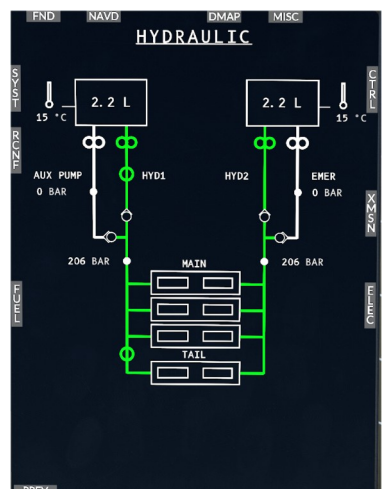 FND NAVD DMAP MISC
HYDRAULIC
SYST
CTRL
2.2 L
2.2 L
15 °C
15 °C
RCNF
AUX PUMP
HYD1
HYD2
EMER
0 BAR
0 BAR
XMSN
206 BAR
MAIN
206 BAR
FUEL
ELEC
TAIL